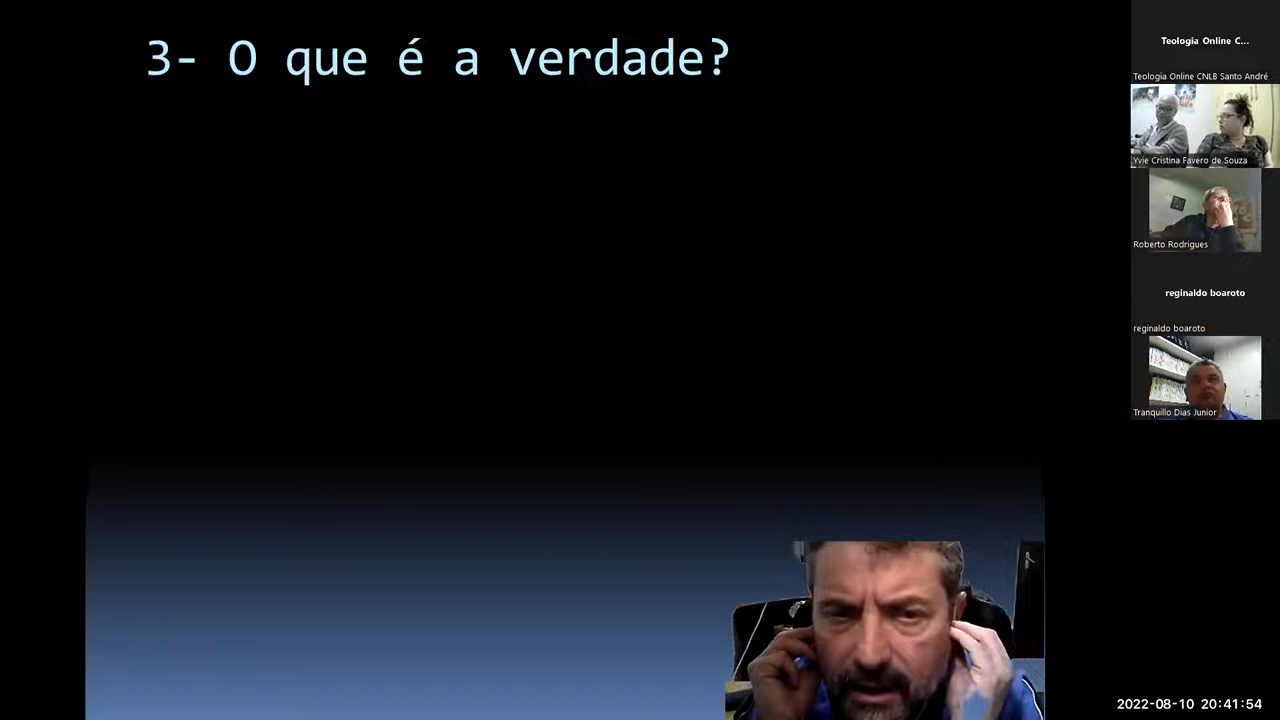 3- O que é a verdade?
Teologia Online C...
Teologia Online CNLB Santo André
Yvie Cristina Favero de Souza
Roberto Rodrigues
reginaldo boaroto
reginaldo boaroto
Tranquillo Dias Junior
2022-08-10 20:41:54